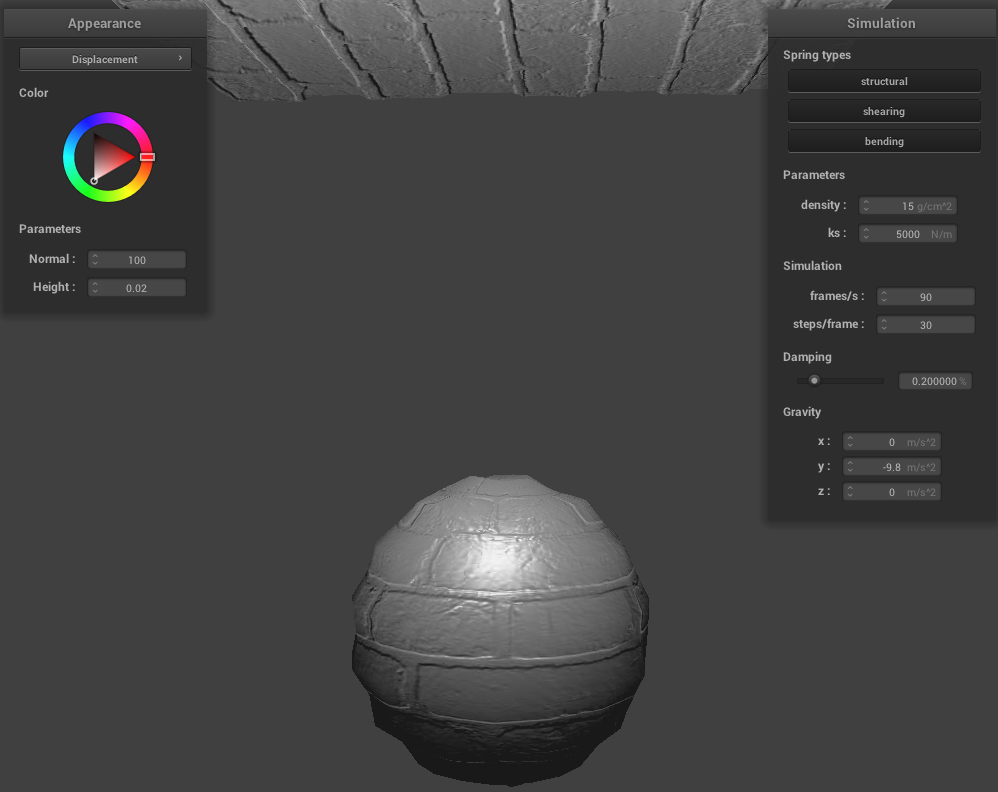 Appearance
Displacement
Color
Parameters
Normal : 100
Height : 0.02
Simulation
Spring types
structural
shearing
bending
Parameters
density : 15 g/cm^2
ks : 5000 N/m
Simulation
frames/s : 90
steps/frame : 30
Damping
0.200000 %
Gravity
x : 0 m/s^2
y : -9.8 m/s^2
z : 0 m/s^2